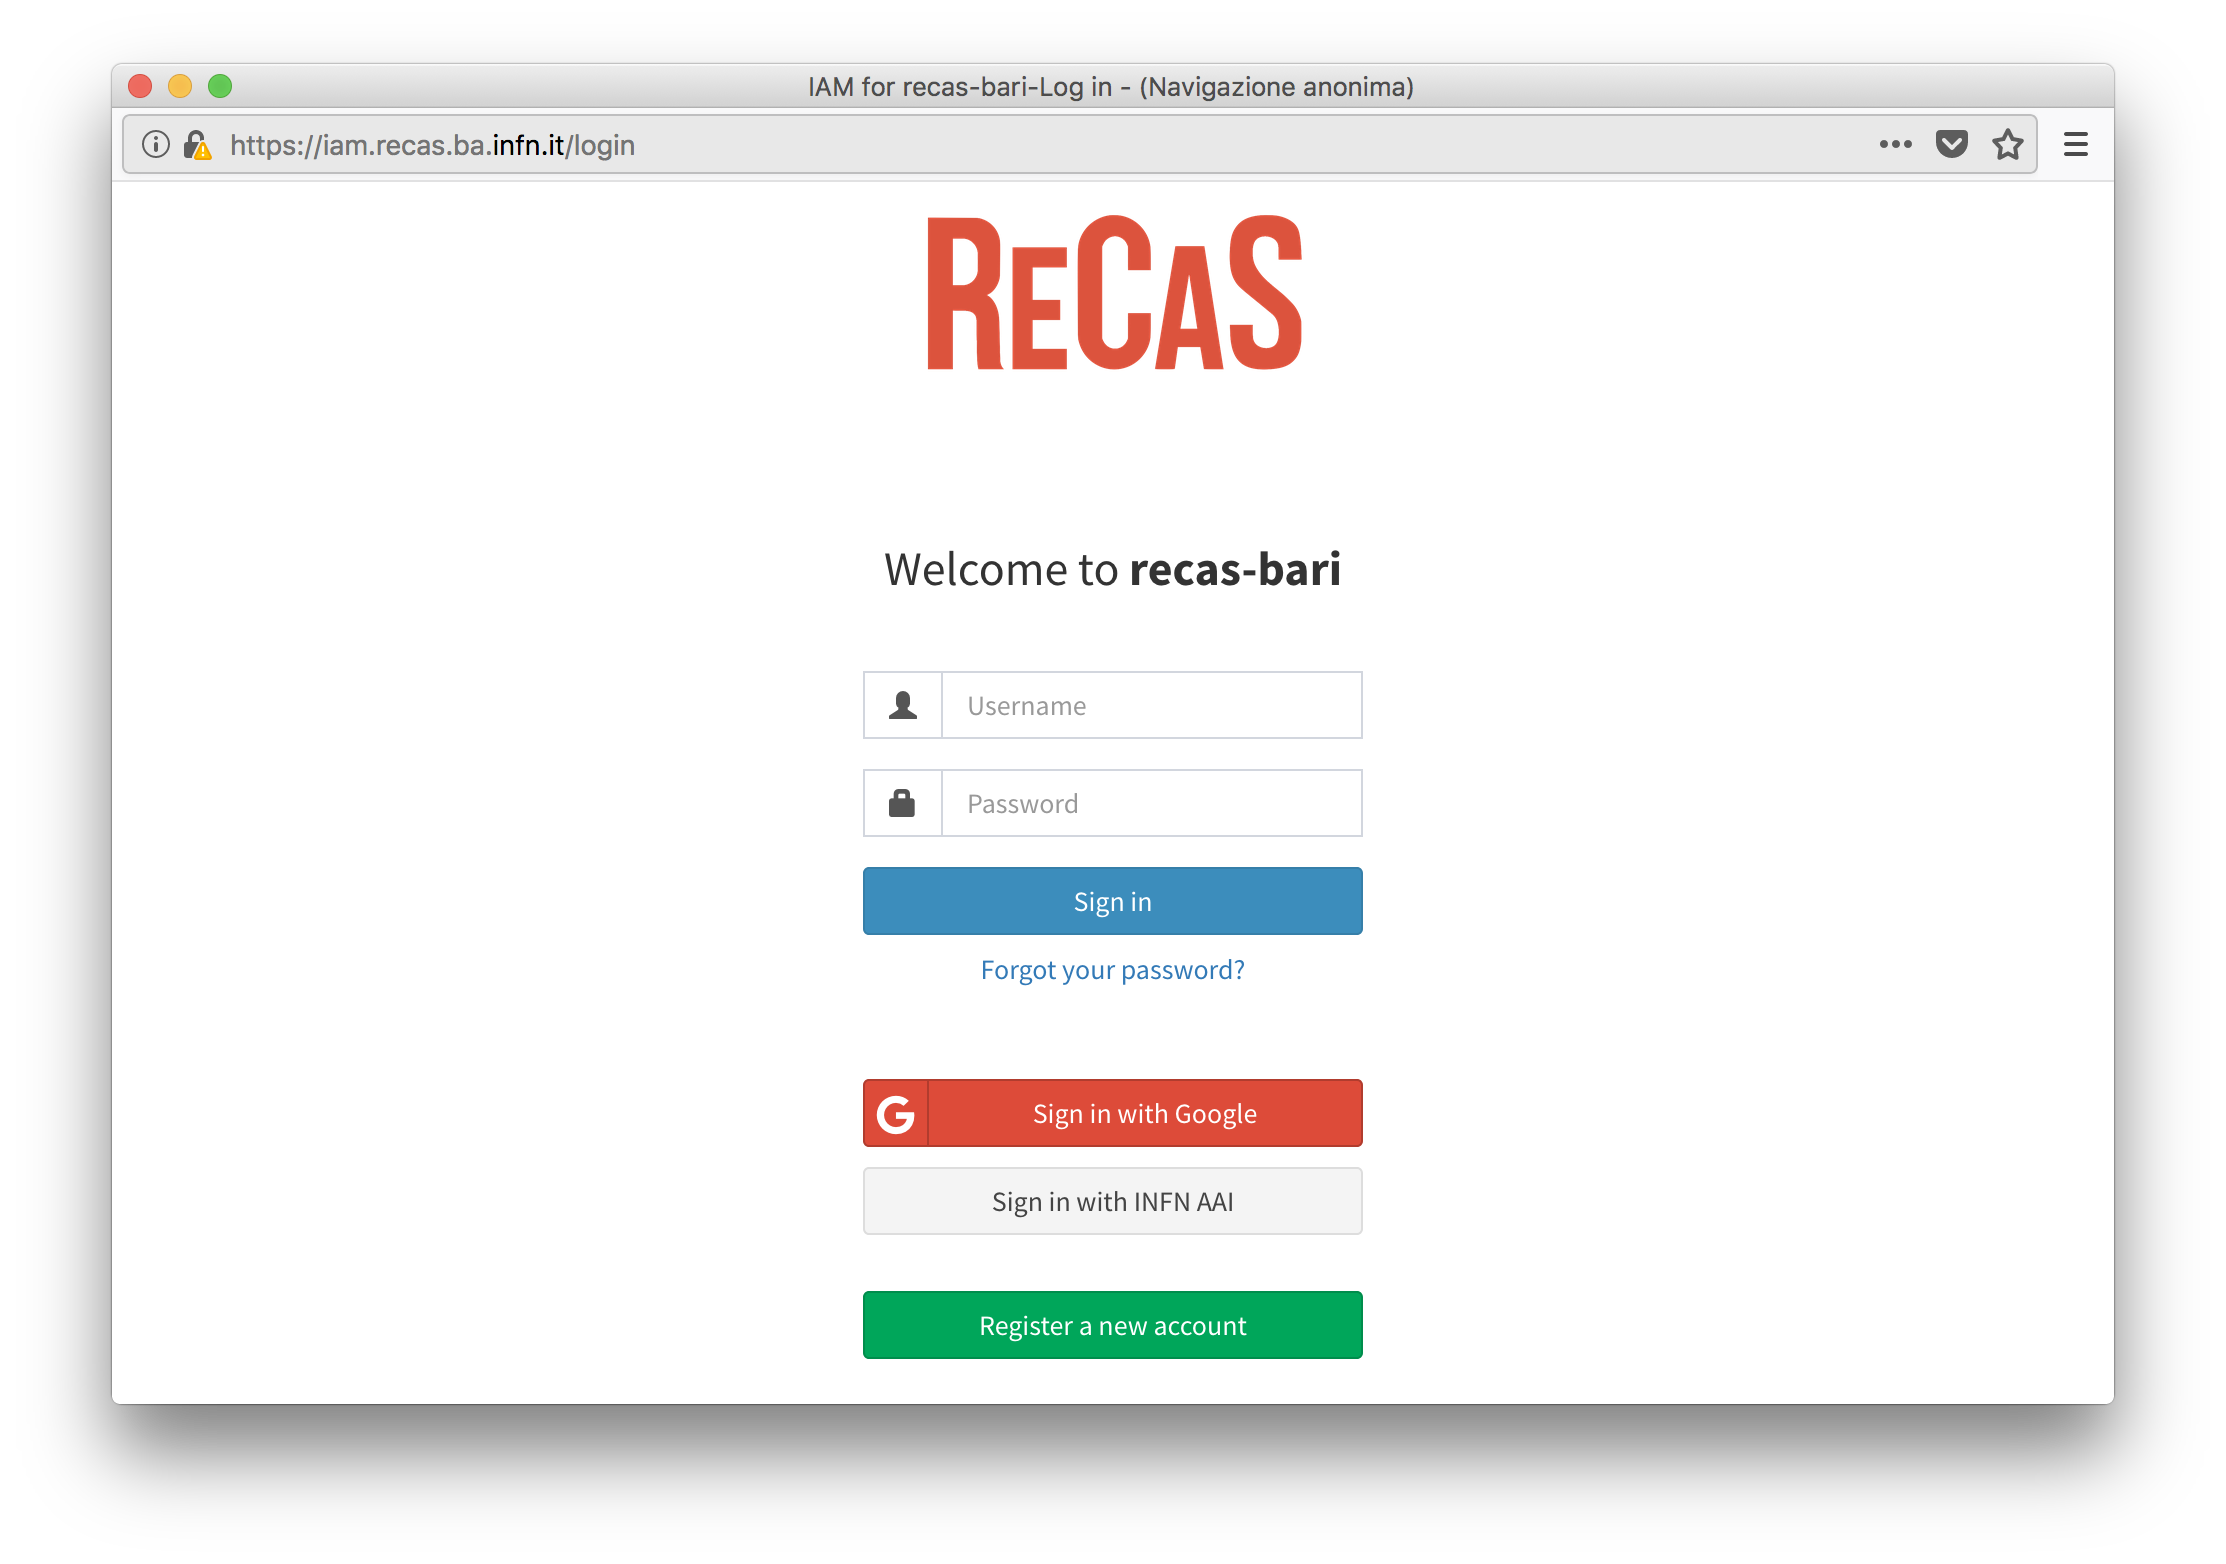 IAM for recas-bari-Log in - (Navigazione anonima)
https://iam.recas.ba.infn.it/login
RECAS
Welcome to recas-bari
Username
Password
Sign in
Forgot your password?
G Sign in with Google
Sign in with INFN AAI
Register a new account